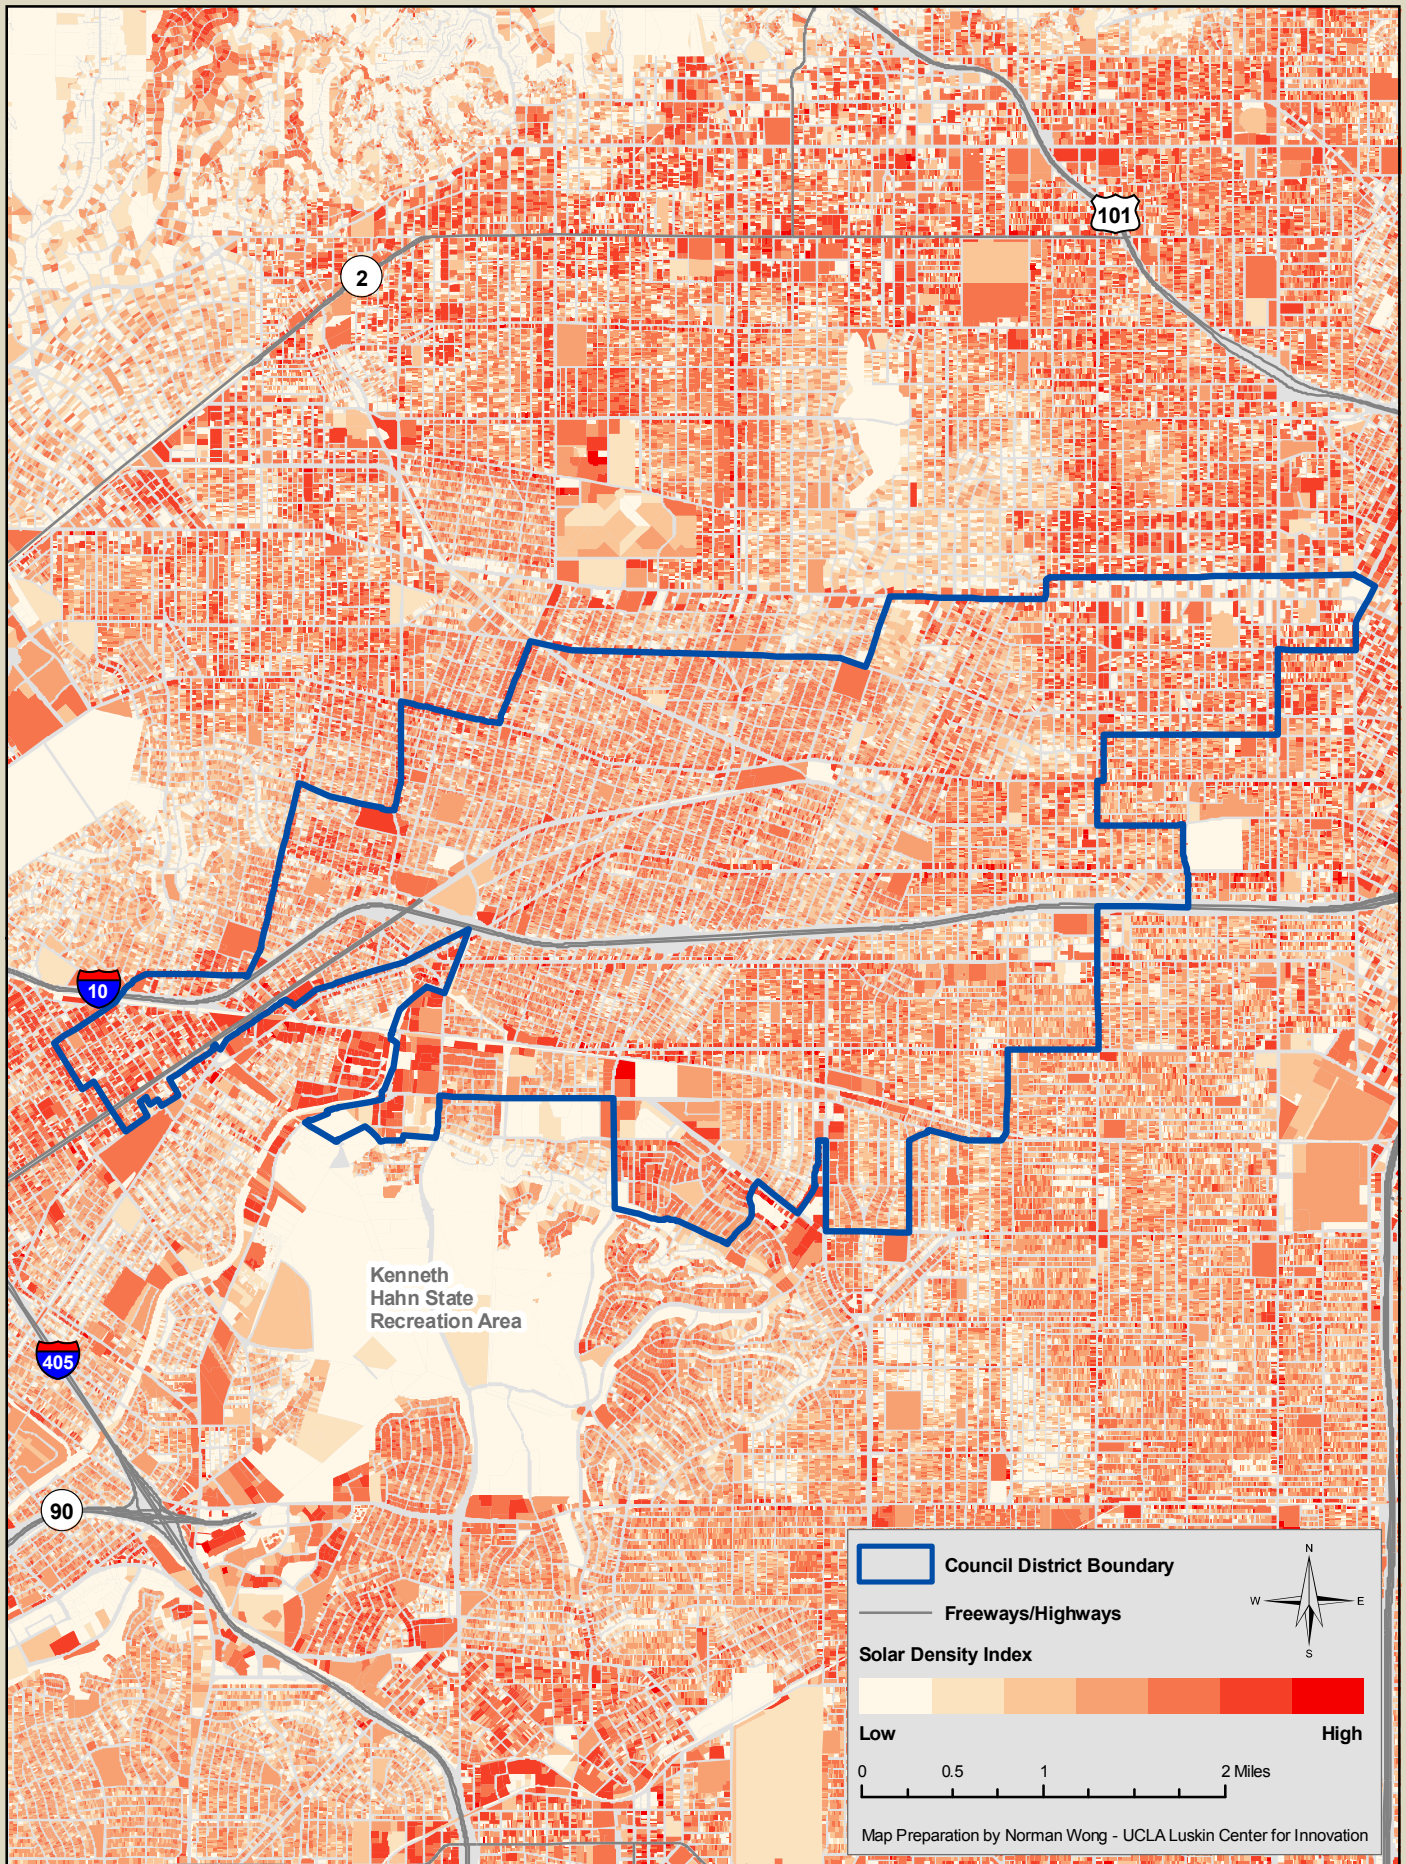 101
2
10
Kenneth
Hahn State
Recreation Area
405
90
Council District Boundary
Freeways/Highways
N
W E
S
Solar Density Index
Low High
0 0.5 1 2 Miles
Map Preparation by Norman Wong - UCLA Luskin Center for Innovation